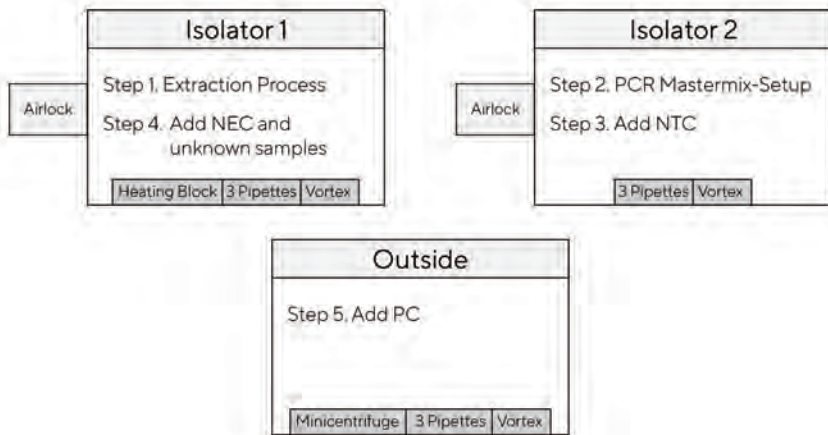 Isolator 1
Airlock
Step 1. Extraction Process
Step 4. Add NEC and
unknown samples
Heating Block 3 Pipettes Vortex
Isolator 2
Airlock
Step 2. PCR Mastermix-Setup
Step 3. Add NTC
3 Pipettes Vortex
Outside
Step 5. Add PC
Minicentrifuge 3 Pipettes Vortex